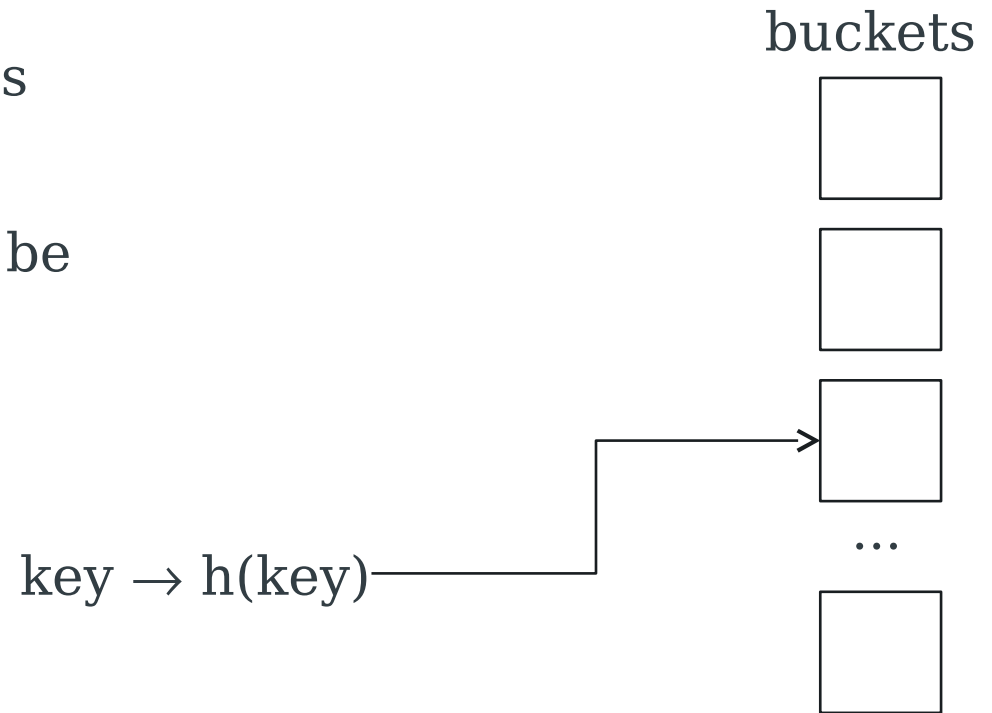 buckets
s
be
...
key → h(key)